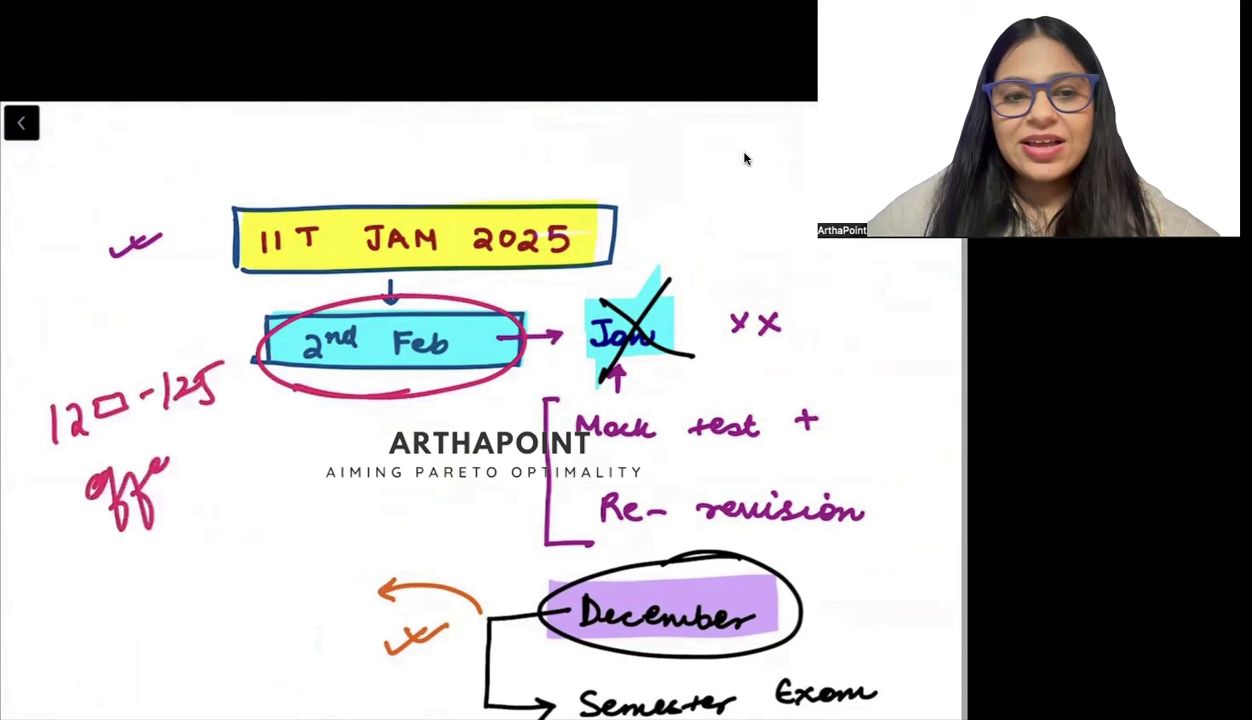 ArthaPoint
IIT JAM 2025
2nd Feb
Jan
xx
120-125
ARTHAPOINT
AIMING PARETO OPTIMALITY
Mock test +
Re- revision
December
Semester Exam